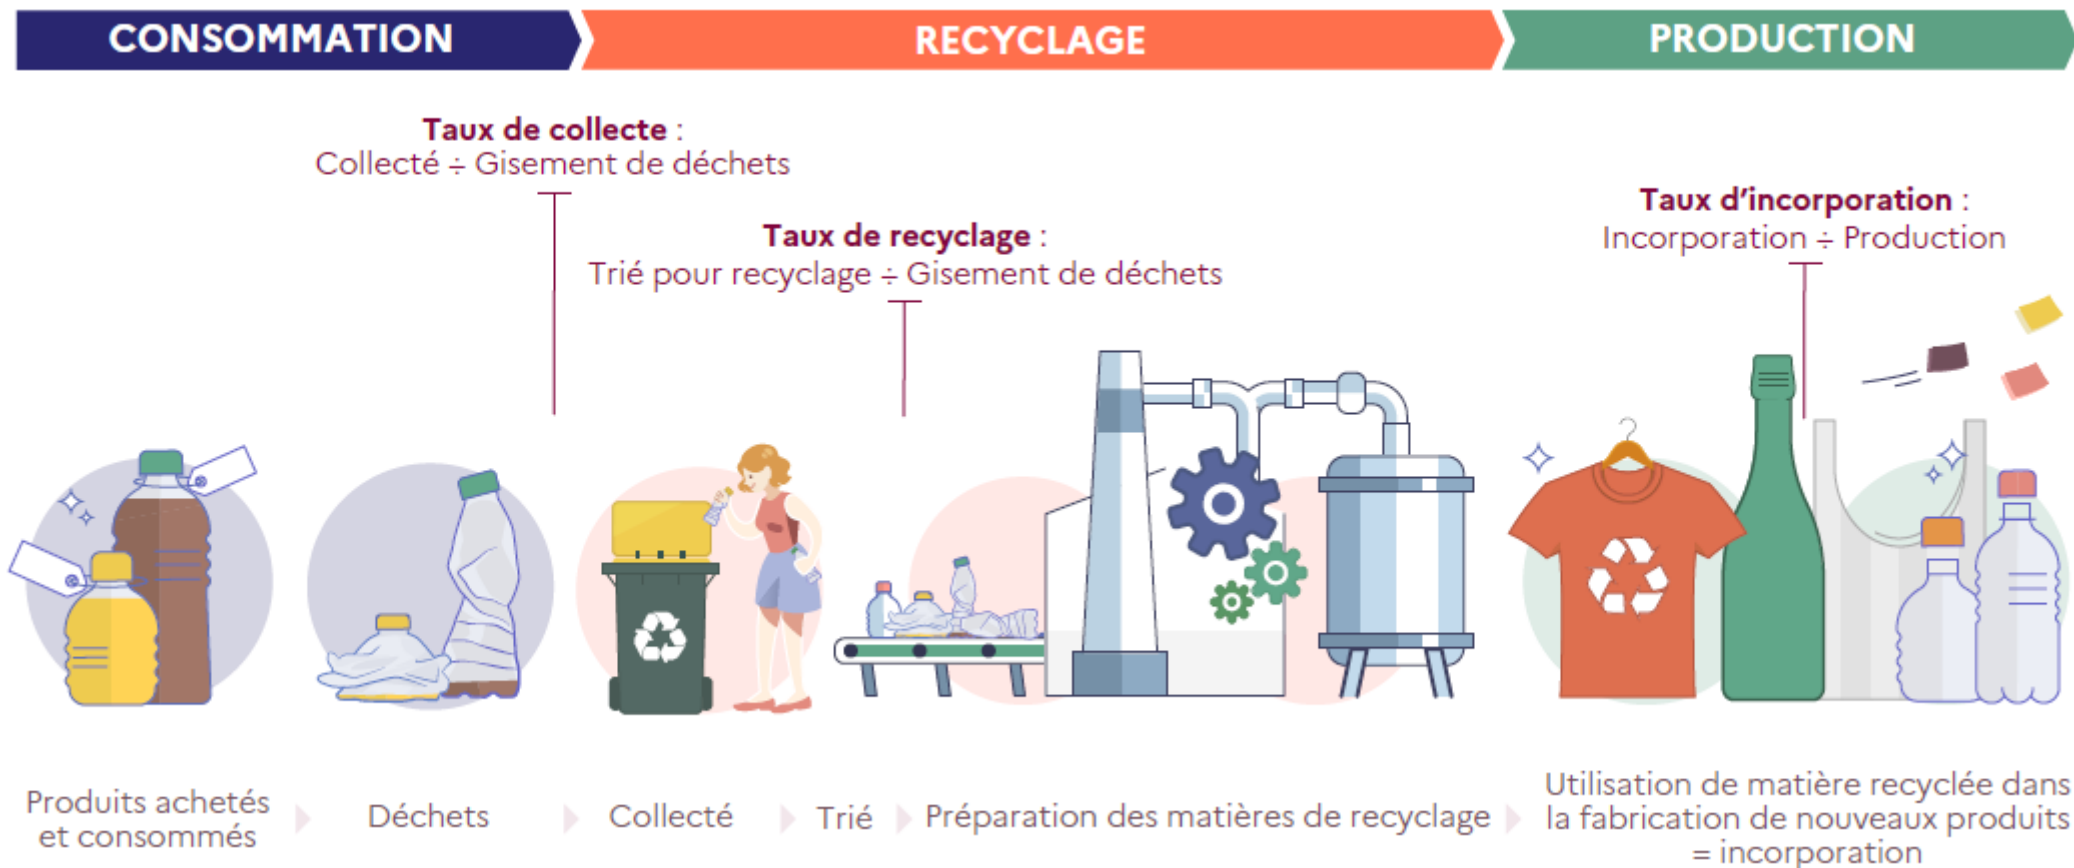 CONSOMMATION
RECYCLAGE
PRODUCTION
Taux de collecte :
Collecté ÷ Gisement de déchets
Taux de recyclage :
Trié pour recyclage ÷ Gisement de déchets
Taux d’incorporation :
Incorporation ÷ Production
Produits achetés
et consommés
Déchets
Collecté
Trié
Préparation des matières de recyclage
Utilisation de matière recyclée dans
la fabrication de nouveaux produits
= incorporation